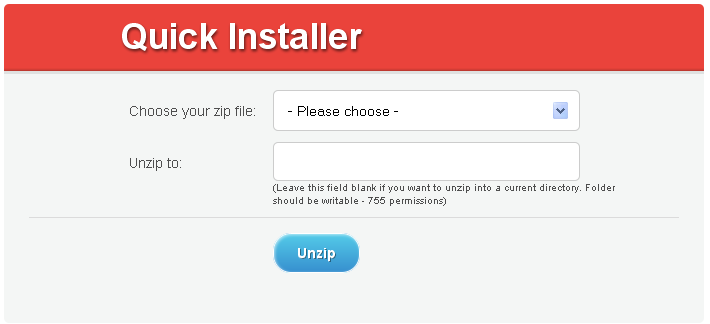 Quick Installer
Choose your zip file:
- Please choose -
Unzip to:
(Leave this field blank if you want to unzip into a current directory. Folder
should be writable - 755 permissions)
Unzip